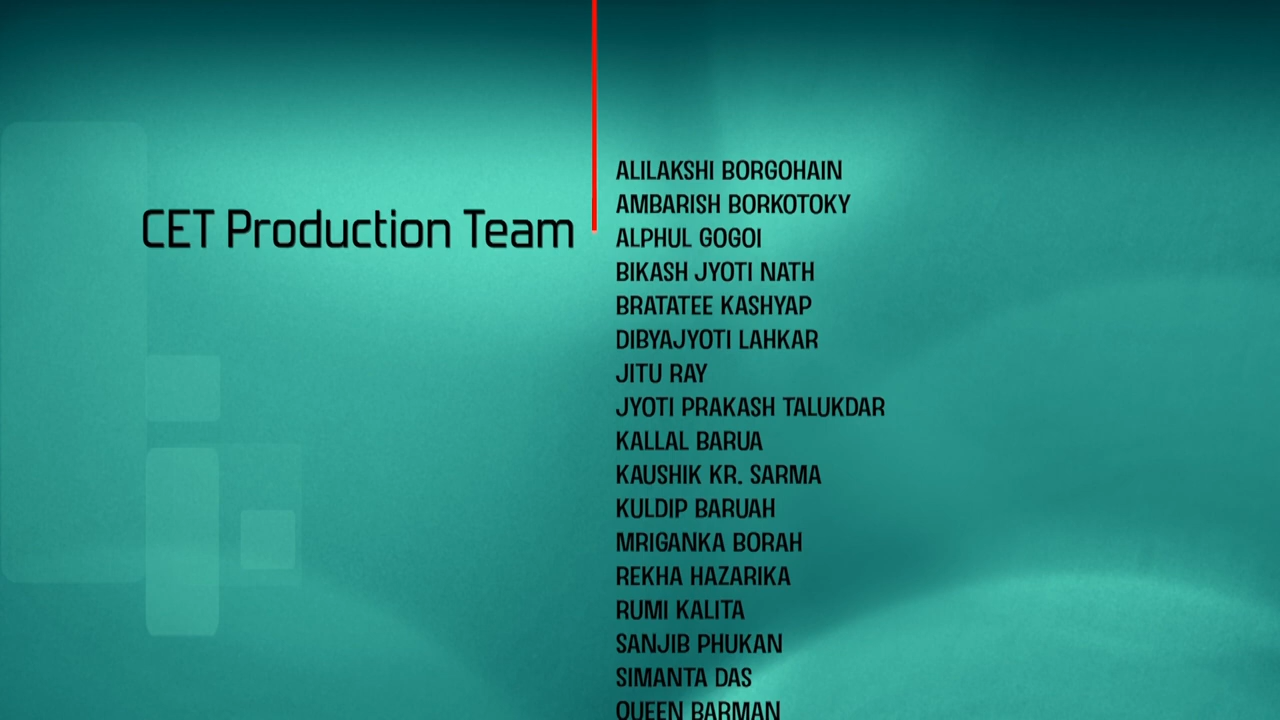 CET Production Team
ALILAKSHI BORGOHAIN
AMBARISH BORKOTOKY
ALPHUL GOGOI
BIKASH JYOTI NATH
BRATATEE KASHYAP
DIBYAJYOTI LAHKAR
JITU RAY
JYOTI PRAKASH TALUKDAR
KALLAL BARUA
KAUSHIK KR. SARMA
KULDIP BARUAH
MRIGANKA BORAH
REKHA HAZARIKA
RUMI KALITA
SANJIB PHUKAN
SIMANTA DAS
QUEEN BARMAN